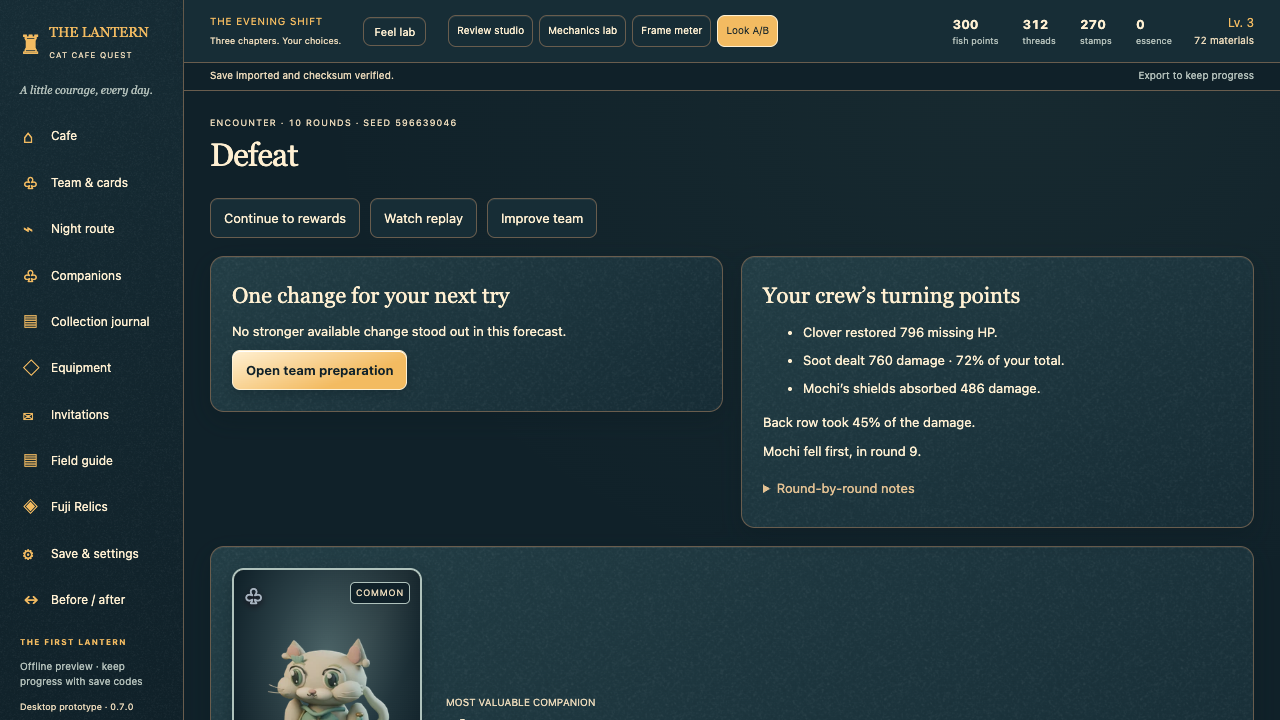 THE LANTERN
CAT CAFE QUEST
A little courage, every day.
Cafe
Team & cards
Night route
Companions
Collection journal
Equipment
Invitations
Field guide
Fuji Relics
Save & settings
Before / after
THE FIRST LANTERN
Offline preview · keep
progress with save codes
Desktop prototype · 0.7.0
THE EVENING SHIFT
Three chapters. Your choices.
Feel lab
Review studio
Mechanics lab
Frame meter
Look A/B
300
fish points
312
threads
270
stamps
0
essence
Lv. 3
72 materials
Save imported and checksum verified.
Export to keep progress
ENCOUNTER · 10 ROUNDS · SEED 596639046
Defeat
Continue to rewards
Watch replay
Improve team
One change for your next try
No stronger available change stood out in this forecast.
Open team preparation
Your crew’s turning points
• Clover restored 796 missing HP.
• Soot dealt 760 damage · 72% of your total.
• Mochi’s shields absorbed 486 damage.
Back row took 45% of the damage.
Mochi fell first, in round 9.
Round-by-round notes
COMMON
MOST VALUABLE COMPANION